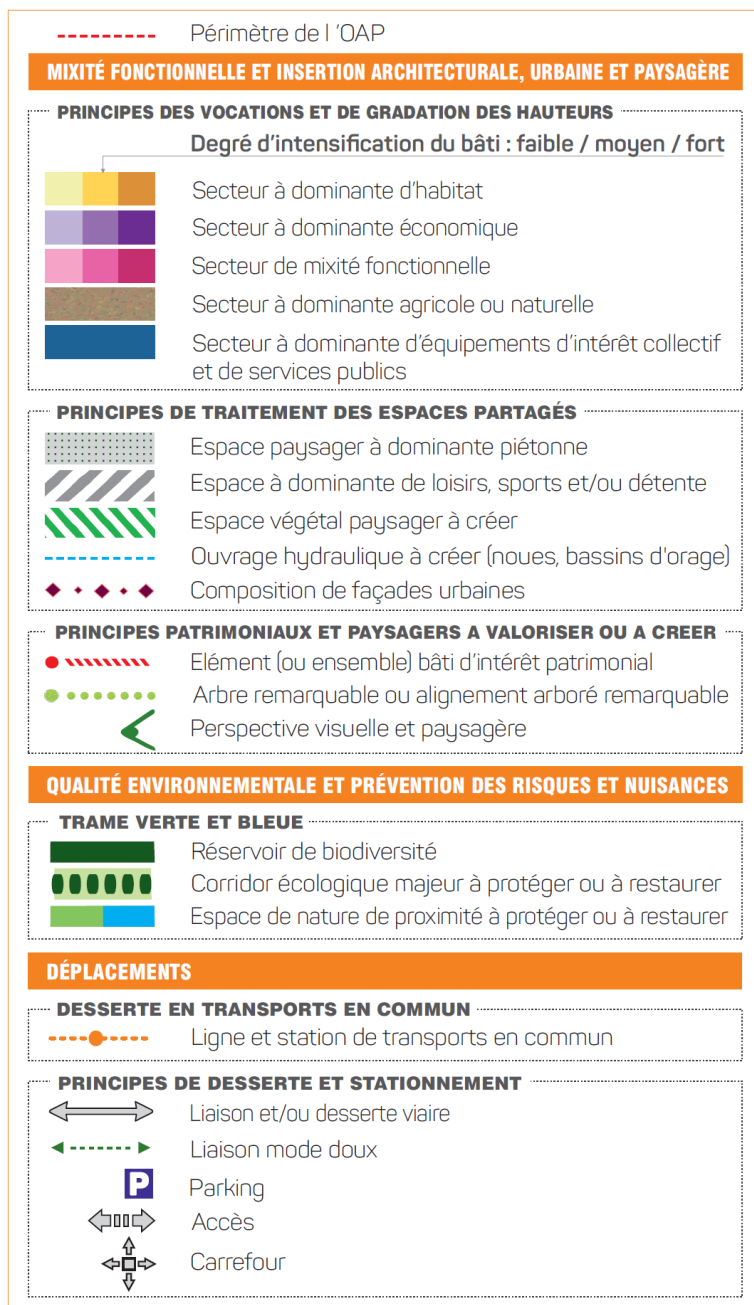 Périmètre de l 'OAP
MIXITÉ FONCTIONNELLE ET INSERTION ARCHITECTURALE, URBAINE ET PAYSAGÈRE
PRINCIPES DES VOCATIONS ET DE GRADATION DES HAUTEURS
Degré d'intensification du bâti : faible / moyen / fort
Secteur à dominante d'habitat
Secteur à dominante économique
Secteur de mixité fonctionnelle
Secteur à dominante agricole ou naturelle
Secteur à dominante d'équipements d'intérêt collectif
et de services publics
PRINCIPES DE TRAITEMENT DES ESPACES PARTAGÉS
Espace paysager à dominante piétonne
Espace à dominante de loisirs, sports et/ou détente
Espace végétal paysager à créer
Ouvrage hydraulique à créer (noues, bassins d'orage)
Composition de façades urbaines
PRINCIPES PATRIMONIAUX ET PAYSAGERS A VALORISER OU A CREER
Elément (ou ensemble) bâti d'intérêt patrimonial
Arbre remarquable ou alignement arboré remarquable
Perspective visuelle et paysagère
QUALITÉ ENVIRONNEMENTALE ET PRÉVENTION DES RISQUES ET NUISANCES
TRAME VERTE ET BLEUE
Réservoir de biodiversité
Corridor écologique majeur à protéger ou à restaurer
Espace de nature de proximité à protéger ou à restaurer
DÉPLACEMENTS
DESSERTE EN TRANSPORTS EN COMMUN
Ligne et station de transports en commun
PRINCIPES DE DESSERTE ET STATIONNEMENT
Liaison et/ou desserte viaire
Liaison mode doux
P Parking
Accès
Carrefour